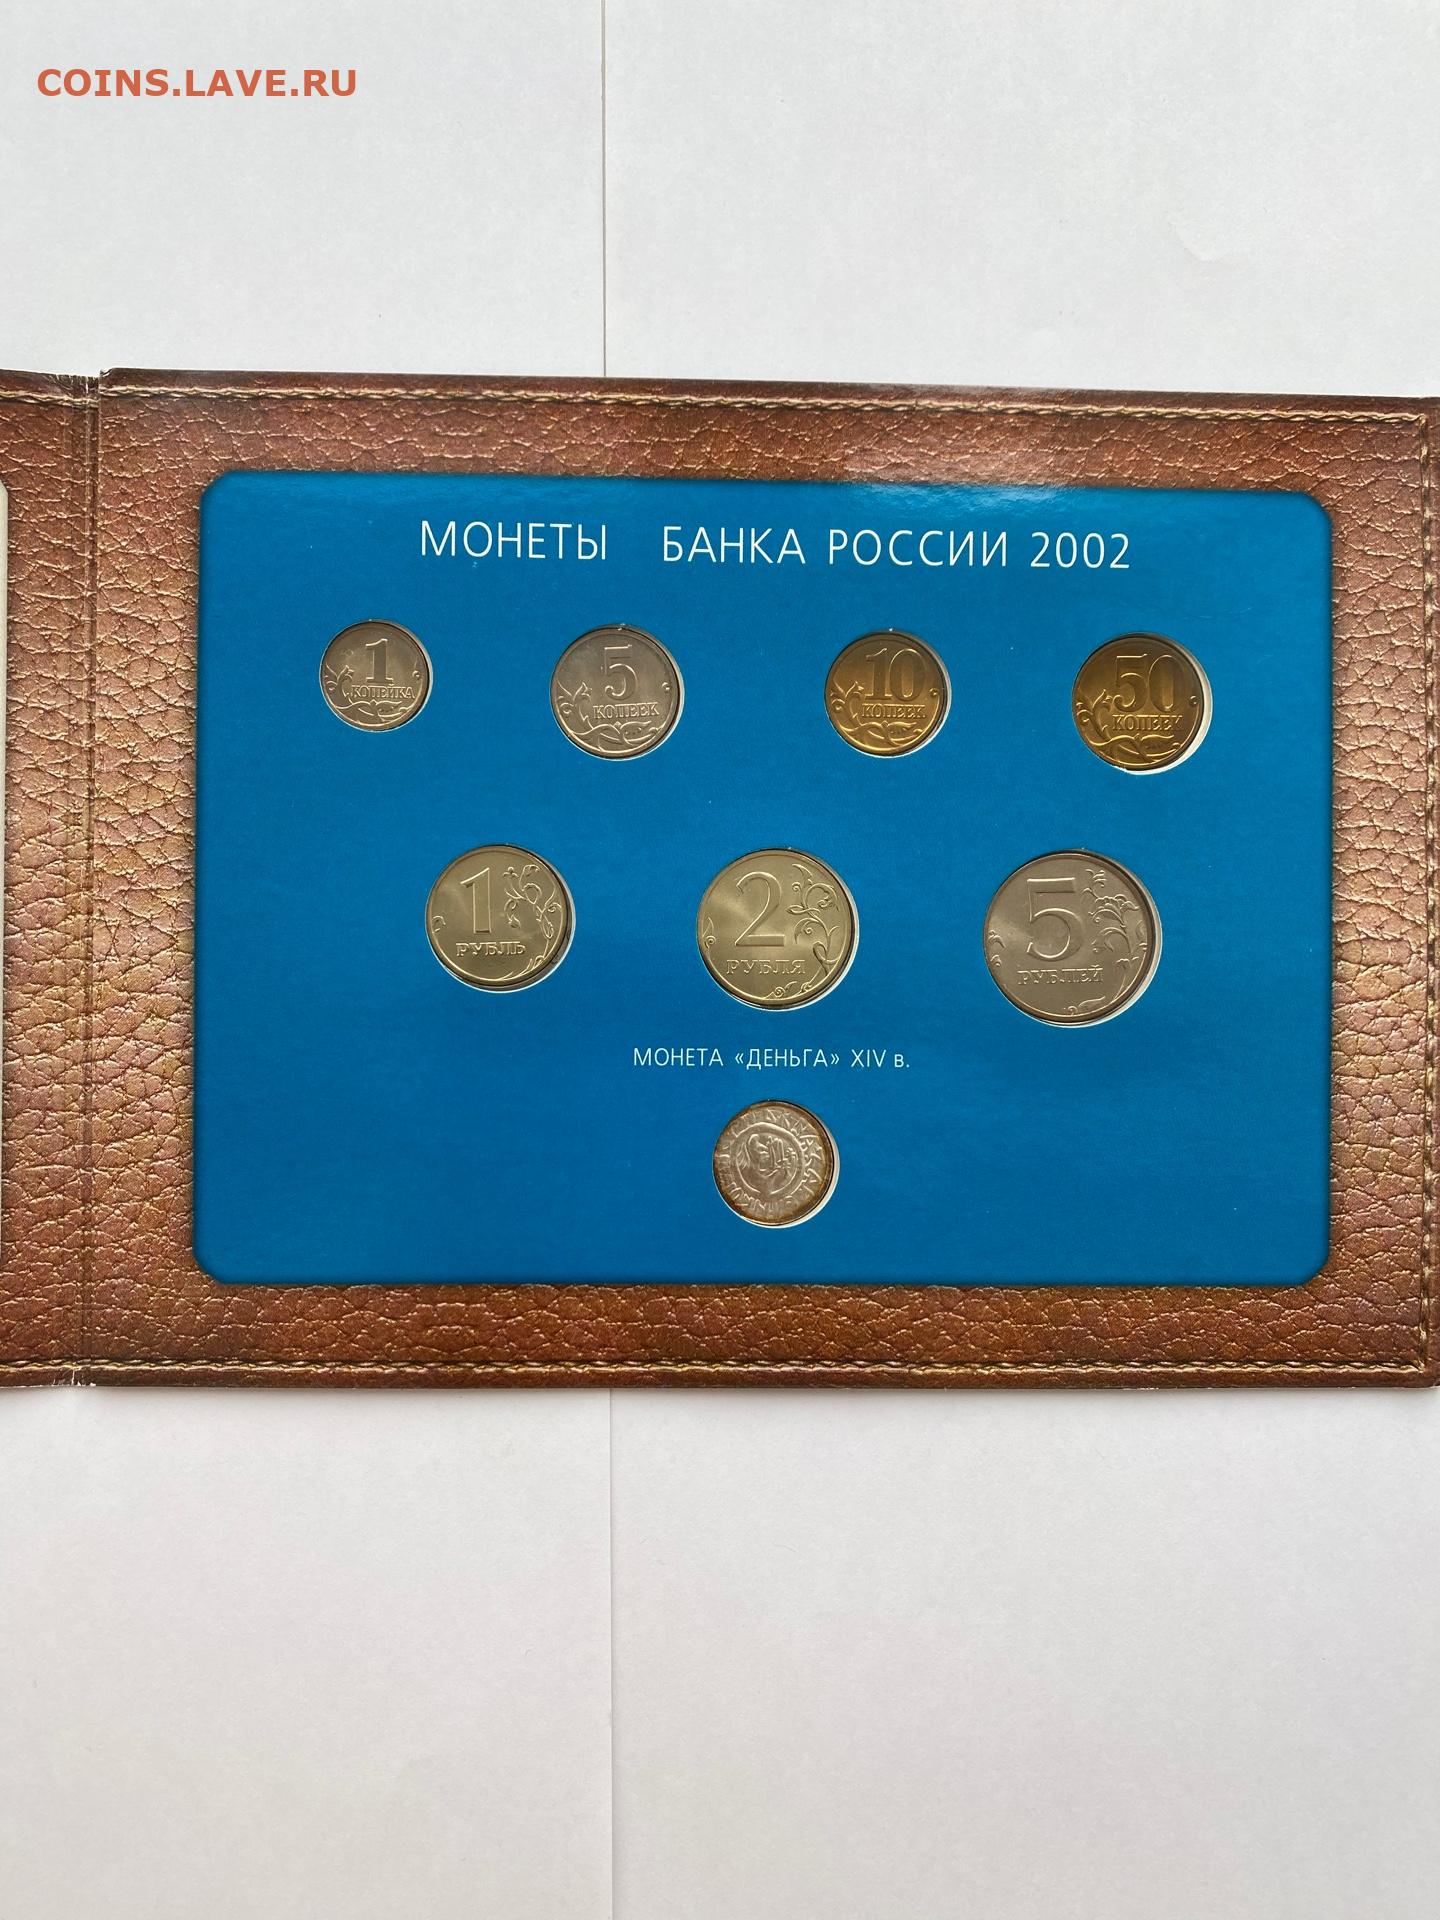 COINS.LAVE.RU
МОНЕТЫ БАНКА РОССИИ 2002
1 КОПЕЙКА
5 КОПЕЕК
10 КОПЕЕК
50 КОПЕЕК
1 РУБЛЬ
2 РУБЛЯ
5 РУБЛЕЙ
МОНЕТА «ДЕНЬГА» XIV в.